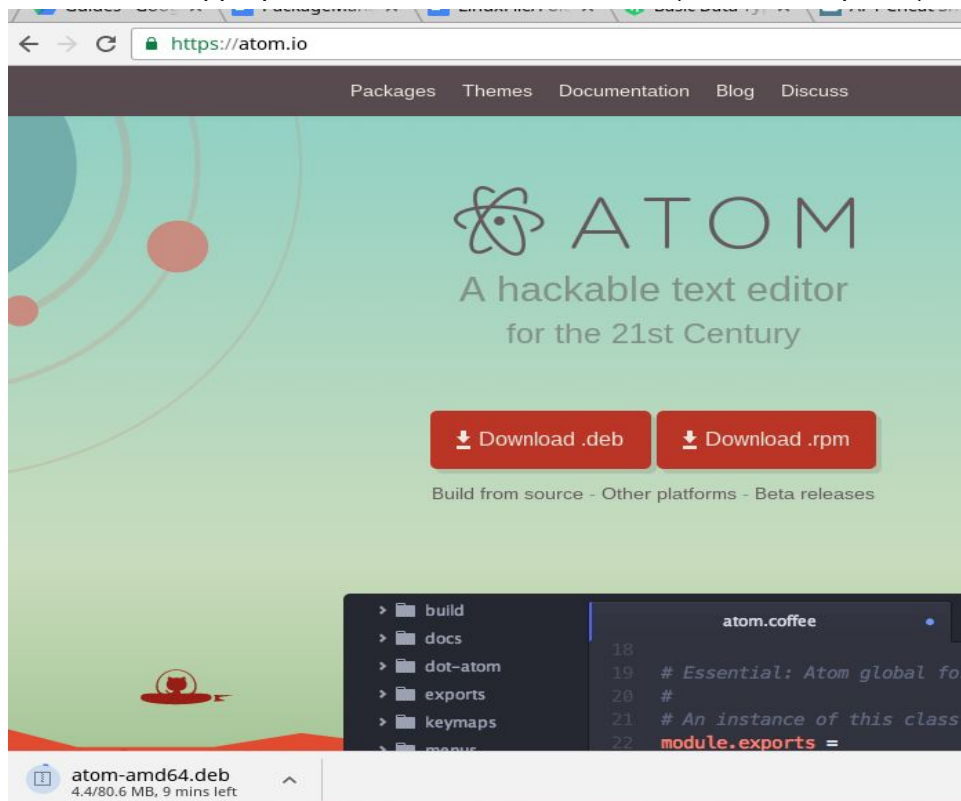 https://atom.io
Packages Themes Documentation Blog Discuss
ATOM
A hackable text editor
for the 21st Century
Download .deb Download .rpm
Build from source - Other platforms - Beta releases
build
docs
dot-atom
exports
keymaps
menus
atom.coffee
18
19 # Essential: Atom global fo
20 #
21 # An instance of this class
22 module.exports =
atom-amd64.deb
4.4/80.6 MB, 9 mins left